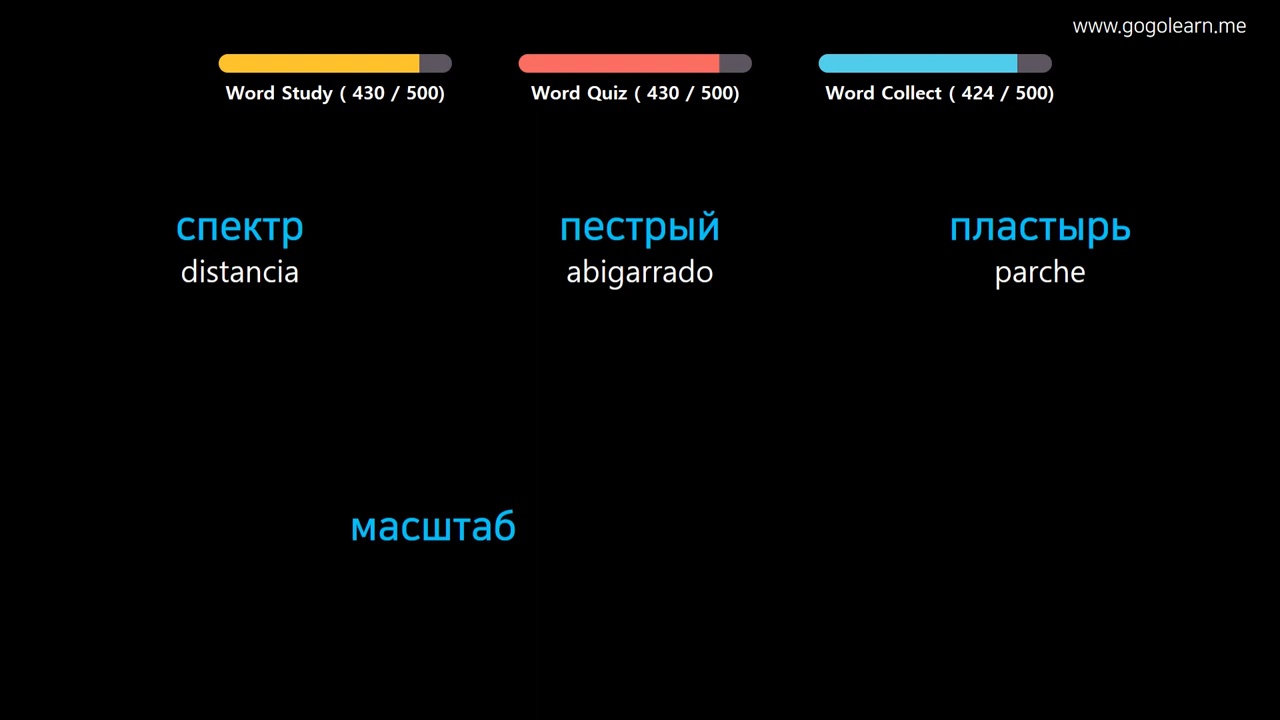 www.gogolearn.me
Word Study ( 430 / 500)
Word Quiz ( 430 / 500)
Word Collect ( 424 / 500)
спектр
distancia
пестрый
abigarrado
пластырь
parche
масштаб